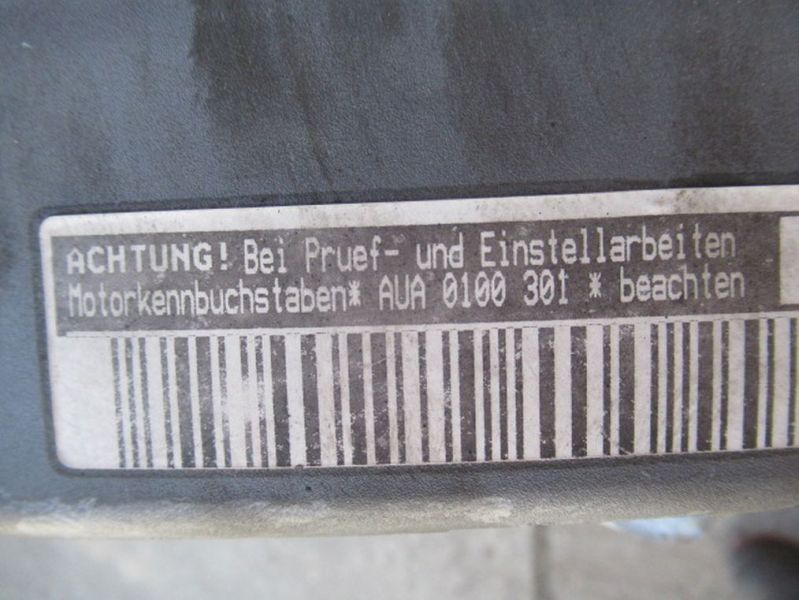 ACHTUNG! Bei Pruef- und Einstellarbeiten
Motorkennbuchstaben* AUA 0100 301 * beachten